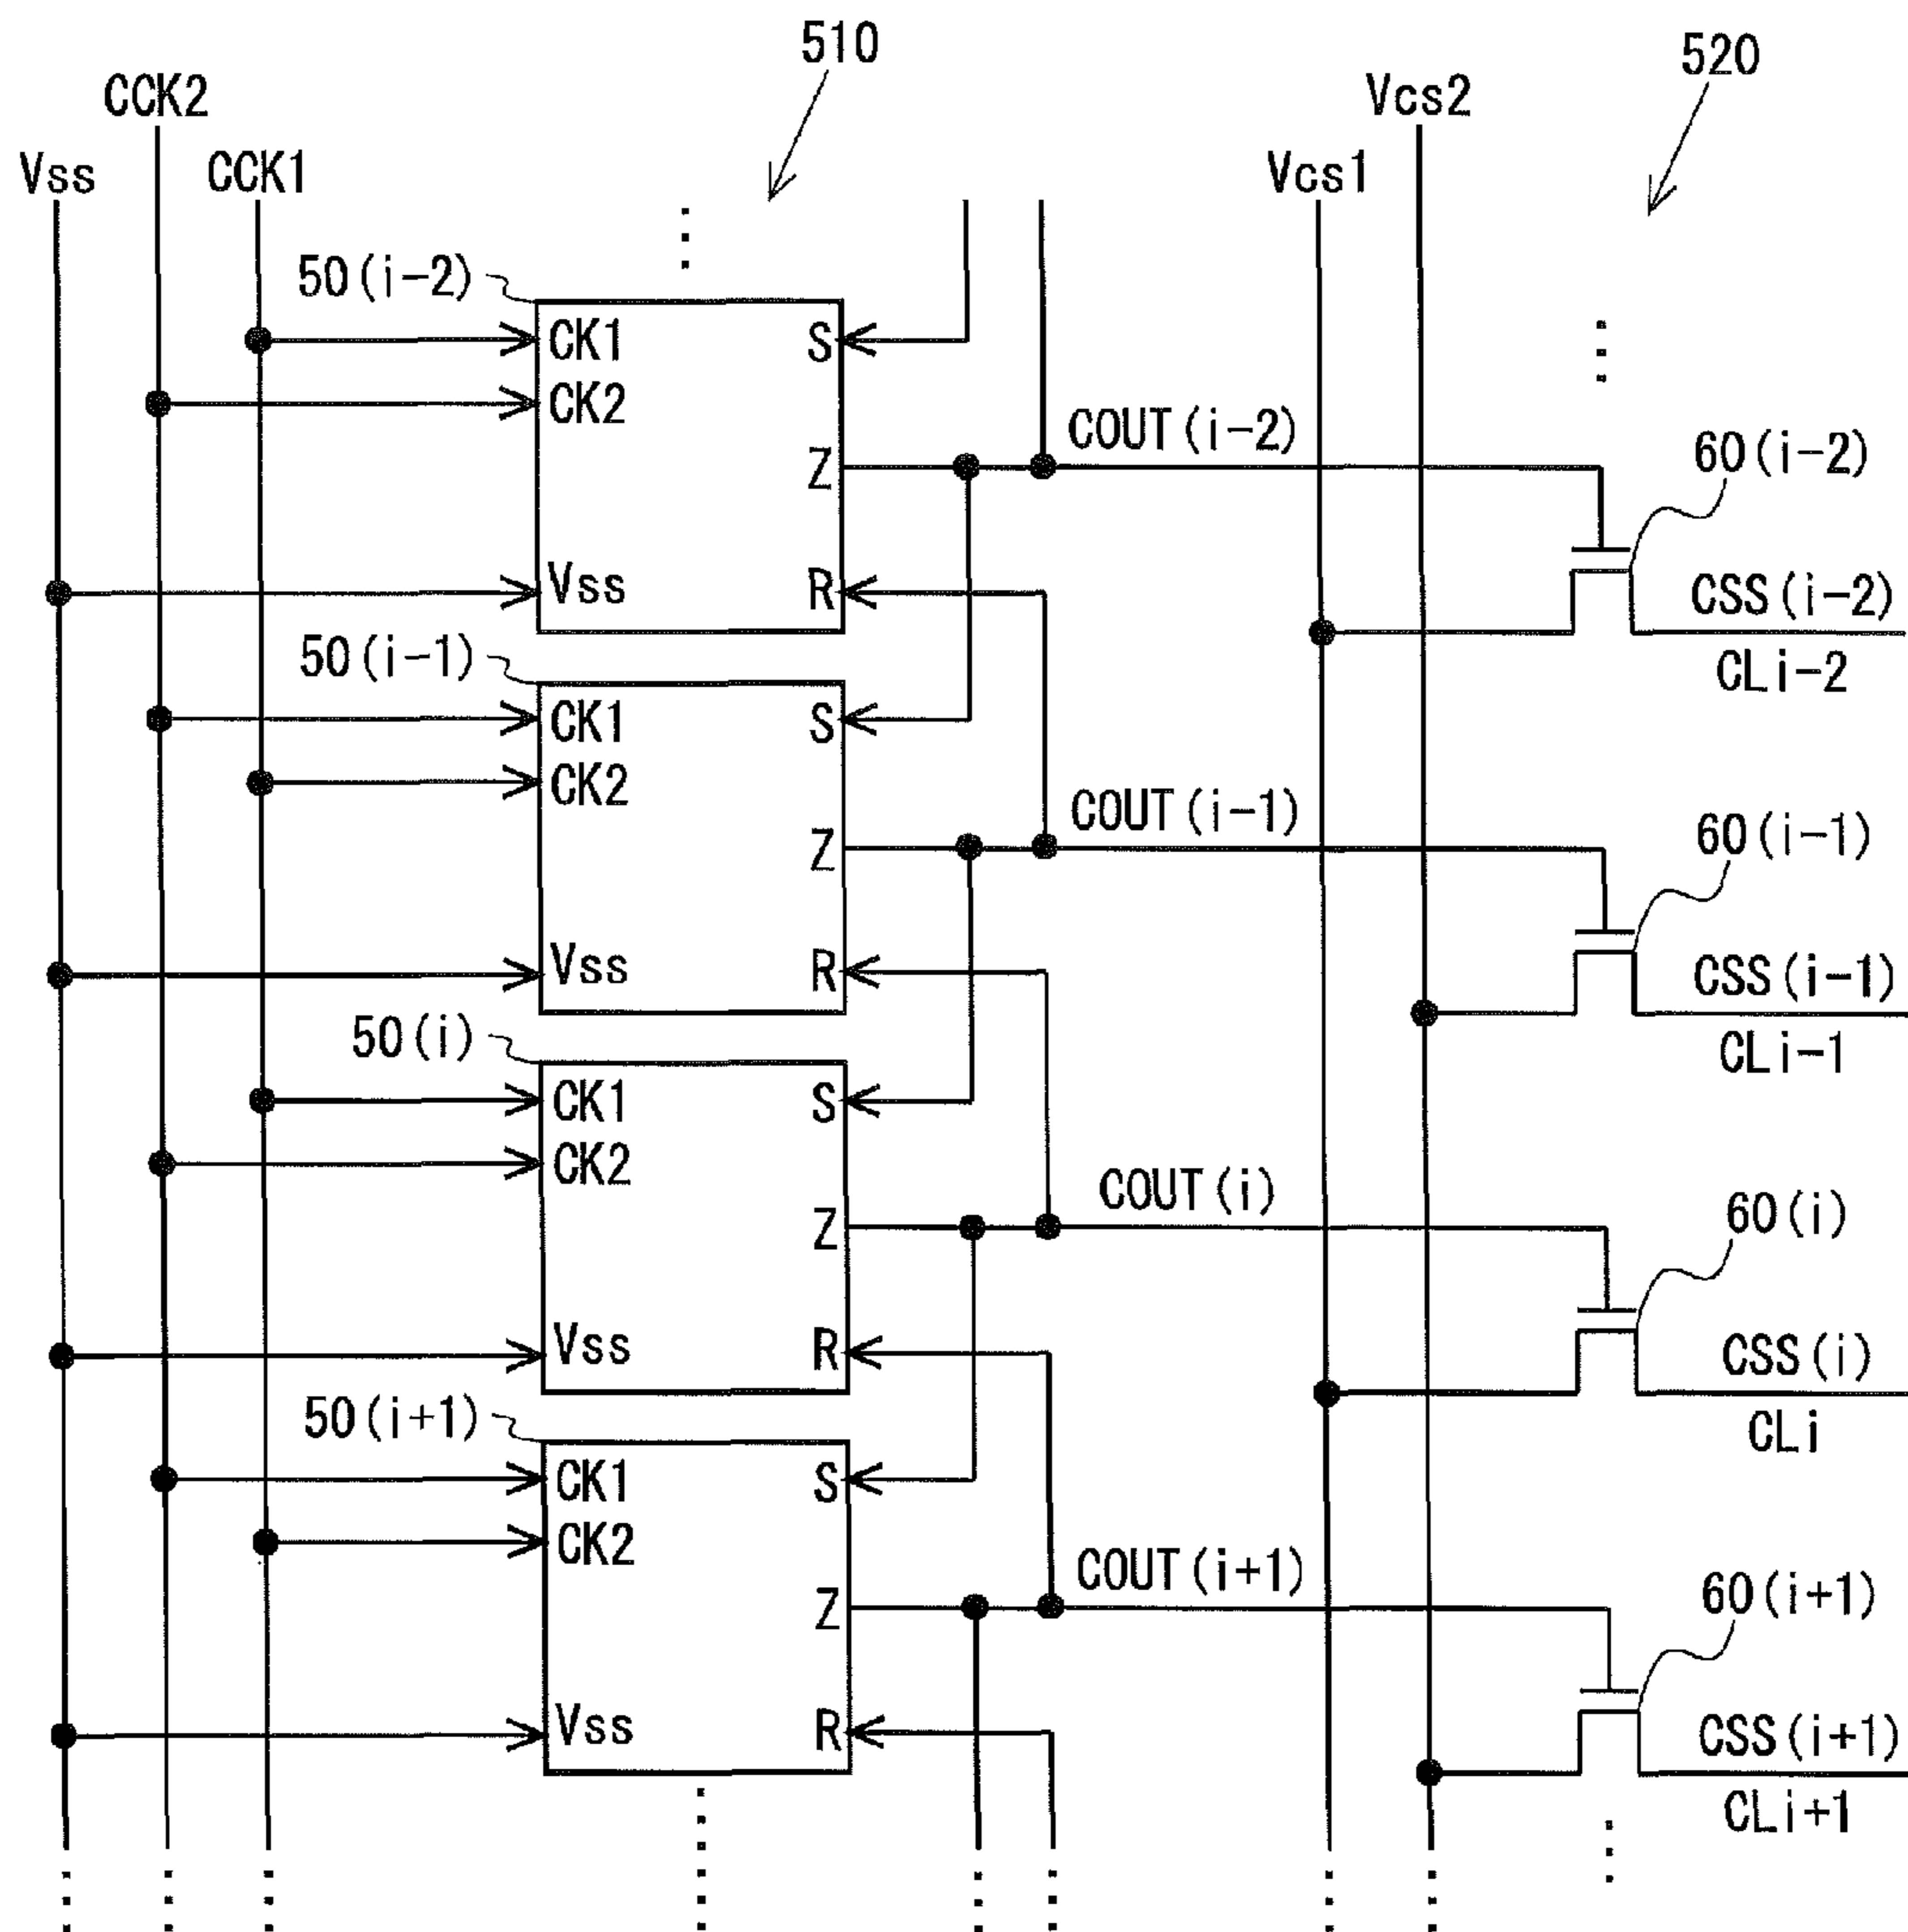 510
520
CCK2
Vcs2
Vss
CCK1
Vcs1
50(i-2)
CK1
S
CK2
COUT(i-2)
60(i-2)
Z
Vss
R
CSS(i-2)
CLi-2
50(i-1)
CK1
S
CK2
COUT(i-1)
60(i-1)
Z
Vss
R
CSS(i-1)
CLi-1
50(i)
CK1
S
CK2
COUT(i)
60(i)
Z
Vss
R
CSS(i)
CLi
50(i+1)
CK1
S
CK2
COUT(i+1)
60(i+1)
Z
Vss
R
CSS(i+1)
CLi+1